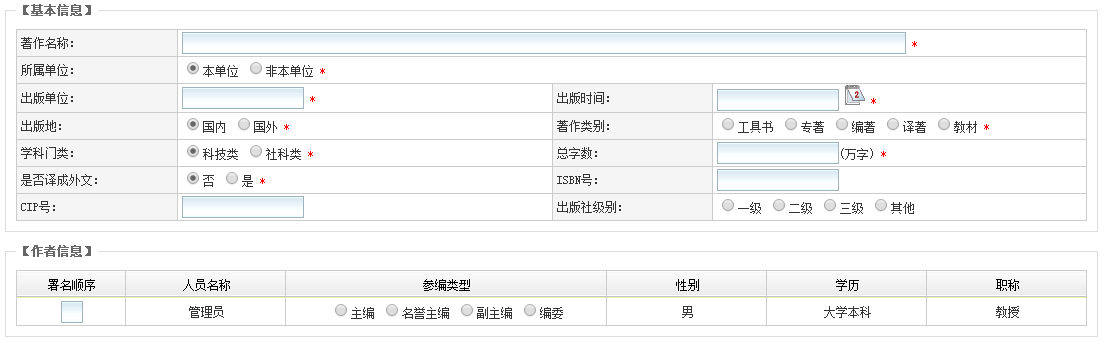 【基本信息】
著作名称: *
所属单位: 本单位 非本单位 *
出版单位: * 出版时间: 2 *
出版地: 国内 国外 * 著作类别: 工具书 专著 编著 译著 教材 *
学科门类: 科技类 社科类 * 总字数: (万字) *
是否译成外文: 否 是 * ISBN号:
CIP号: 出版社级别: 一级 二级 三级 其他
【作者信息】
署名顺序 人员名称 参编类型 性别 学历 职称
管理员 主编 名誉主编 副主编 编委 男 大学本科 教授